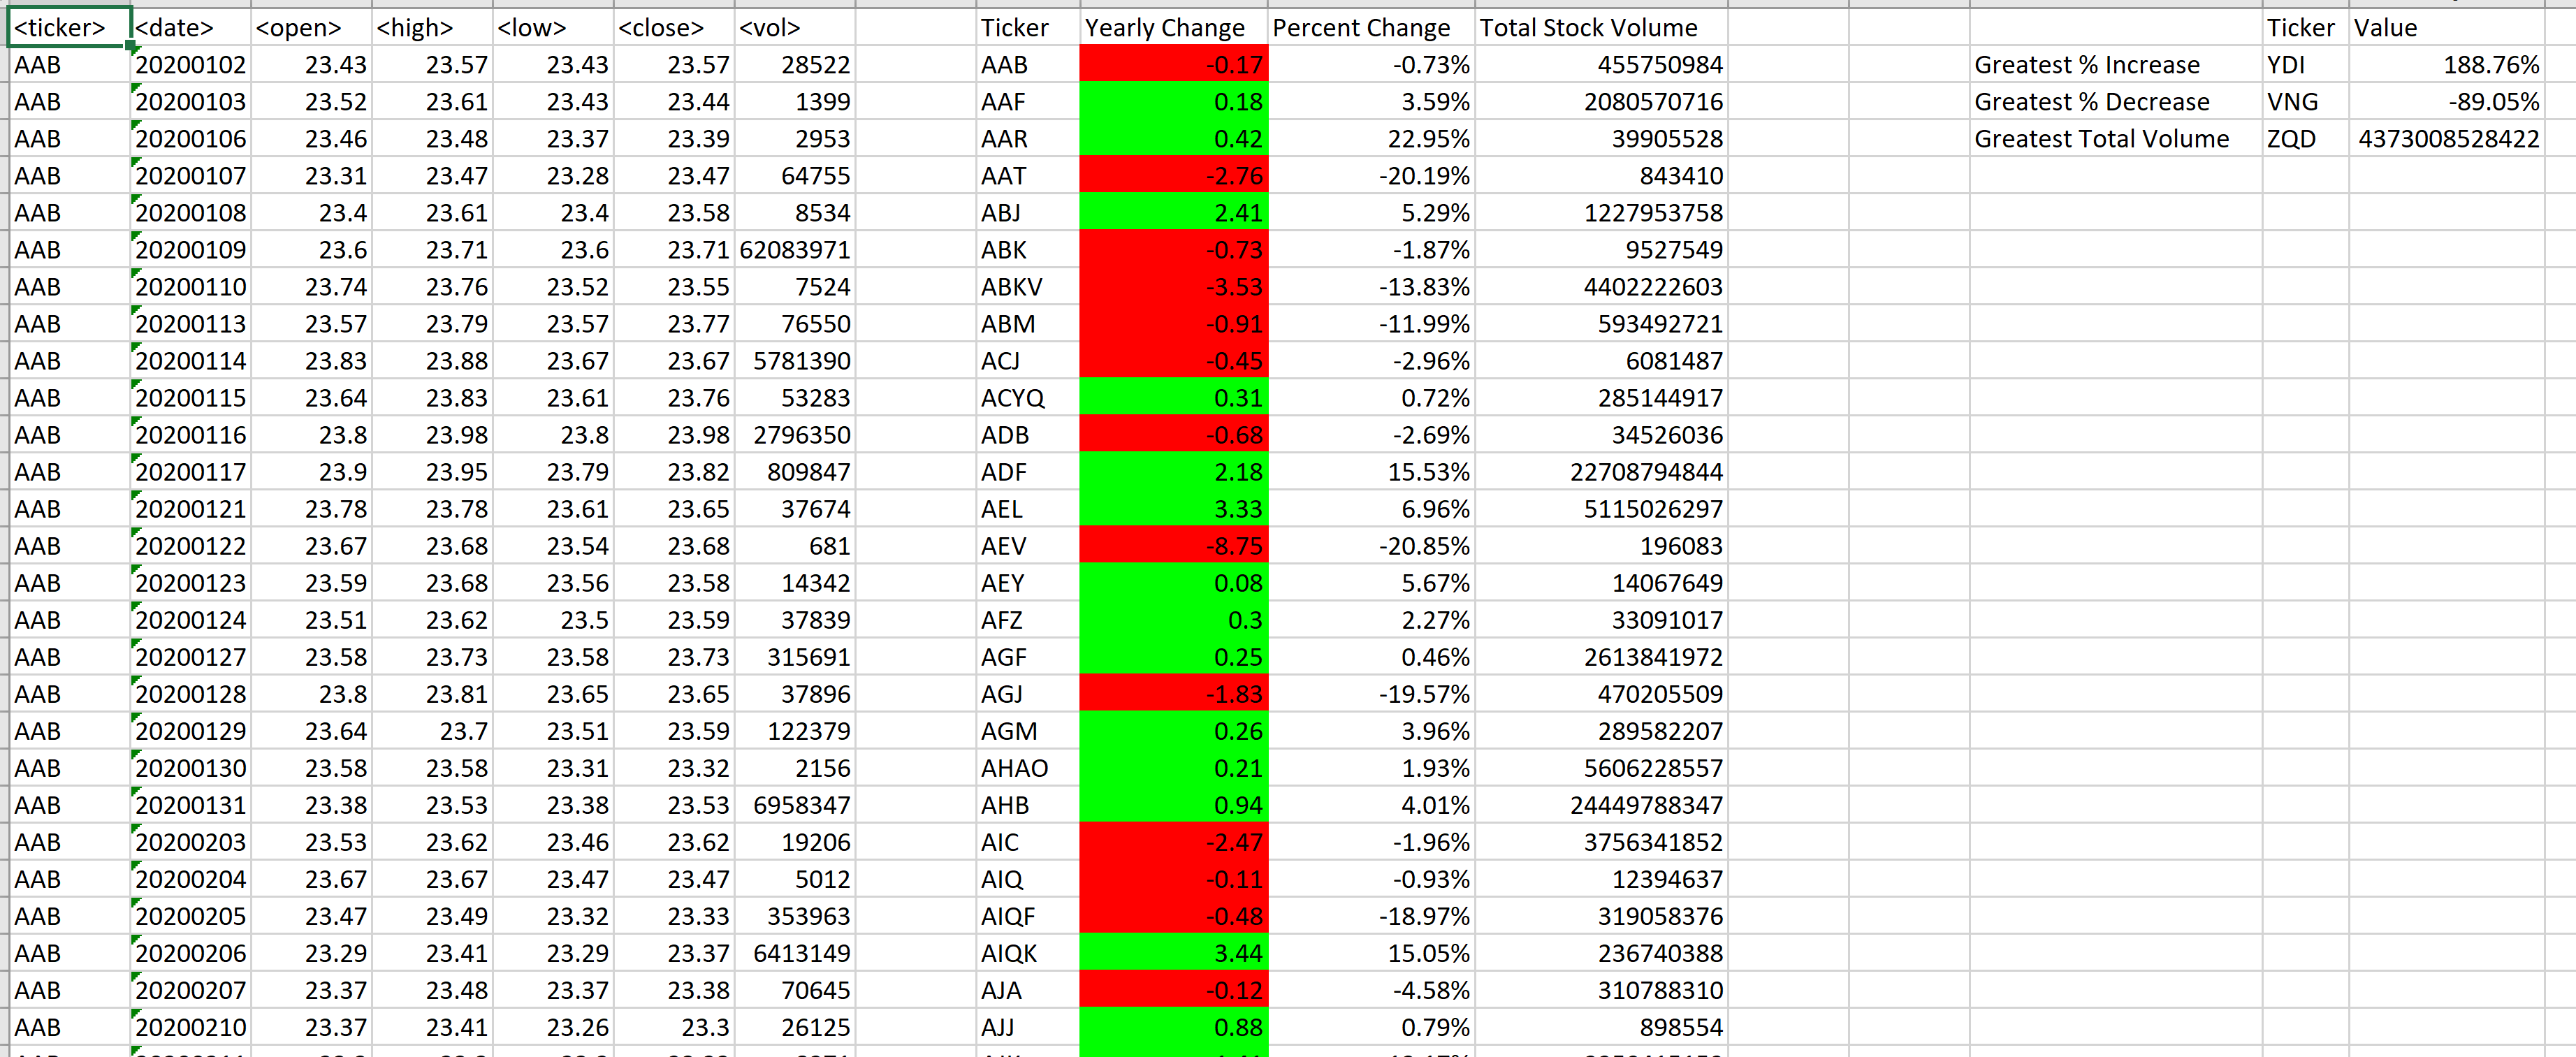 <ticker> <date> <open> <high> <low> <close> <vol> Ticker Yearly Change Percent Change Total Stock Volume Ticker Value
AAB 20200102 23.43 23.57 23.43 23.57 28522 AAB -0.17 -0.73% 455750984 Greatest % Increase YDI 188.76%
AAB 20200103 23.52 23.61 23.43 23.44 1399 AAF 0.18 3.59% 2080570716 Greatest % Decrease VNG -89.05%
AAB 20200106 23.46 23.48 23.37 23.39 2953 AAR 0.42 22.95% 39905528 Greatest Total Volume ZQD 4373008528422
AAB 20200107 23.31 23.47 23.28 23.47 64755 AAT -2.76 -20.19% 843410
AAB 20200108 23.4 23.61 23.4 23.58 8534 ABJ 2.41 5.29% 1227953758
AAB 20200109 23.6 23.71 23.6 23.71 62083971 ABK -0.73 -1.87% 9527549
AAB 20200110 23.74 23.76 23.52 23.55 7524 ABKV -3.53 -13.83% 4402222603
AAB 20200113 23.57 23.79 23.57 23.77 76550 ABM -0.91 -11.99% 593492721
AAB 20200114 23.83 23.88 23.67 23.67 5781390 ACJ -0.45 -2.96% 6081487
AAB 20200115 23.64 23.83 23.61 23.76 53283 ACYQ 0.31 0.72% 285144917
AAB 20200116 23.8 23.98 23.8 23.98 2796350 ADB -0.68 -2.69% 34526036
AAB 20200117 23.9 23.95 23.79 23.82 809847 ADF 2.18 15.53% 22708794844
AAB 20200121 23.78 23.78 23.61 23.65 37674 AEL 3.33 6.96% 5115026297
AAB 20200122 23.67 23.68 23.54 23.68 681 AEV -8.75 -20.85% 196083
AAB 20200123 23.59 23.68 23.56 23.58 14342 AEY 0.08 5.67% 14067649
AAB 20200124 23.51 23.62 23.5 23.59 37839 AFZ 0.3 2.27% 33091017
AAB 20200127 23.58 23.73 23.58 23.73 315691 AGF 0.25 0.46% 2613841972
AAB 20200128 23.8 23.81 23.65 23.65 37896 AGJ -1.83 -19.57% 470205509
AAB 20200129 23.64 23.7 23.51 23.59 122379 AGM 0.26 3.96% 289582207
AAB 20200130 23.58 23.58 23.31 23.32 2156 AHAO 0.21 1.93% 5606228557
AAB 20200131 23.38 23.53 23.38 23.53 6958347 AHB 0.94 4.01% 24449788347
AAB 20200203 23.53 23.62 23.46 23.62 19206 AIC -2.47 -1.96% 3756341852
AAB 20200204 23.67 23.67 23.47 23.47 5012 AIQ -0.11 -0.93% 12394637
AAB 20200205 23.47 23.49 23.32 23.33 353963 AIQF -0.48 -18.97% 319058376
AAB 20200206 23.29 23.41 23.29 23.37 6413149 AIQK 3.44 15.05% 236740388
AAB 20200207 23.37 23.48 23.37 23.38 70645 AJA -0.12 -4.58% 310788310
AAB 20200210 23.37 23.41 23.26 23.3 26125 AJJ 0.88 0.79% 898554